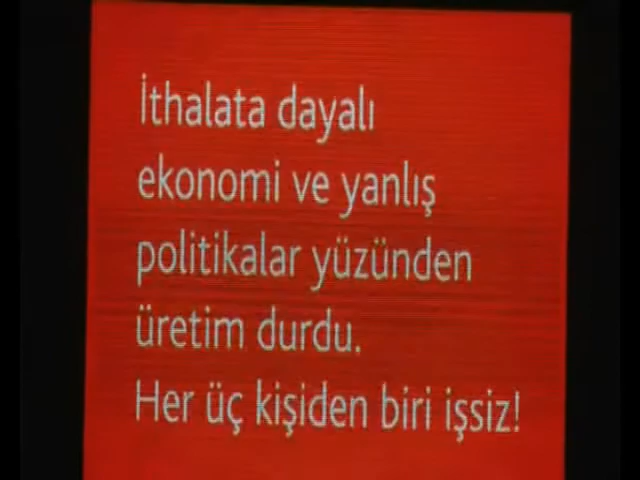 İthalata dayalı
ekonomi ve yanlış
politikalar yüzünden
üretim durdu.
Her üç kişiden biri işsiz!